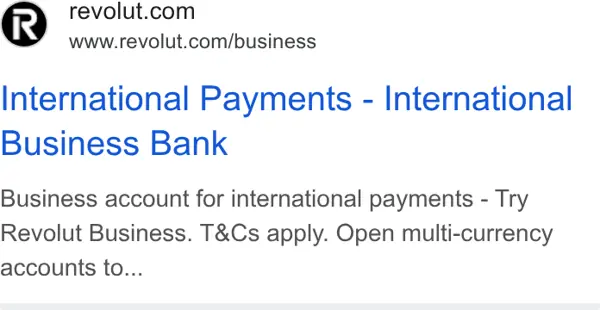 R
revolut.com
www.revolut.com/business
International Payments - International
Business Bank
Business account for international payments - Try
Revolut Business. T&Cs apply. Open multi-currency
accounts to...